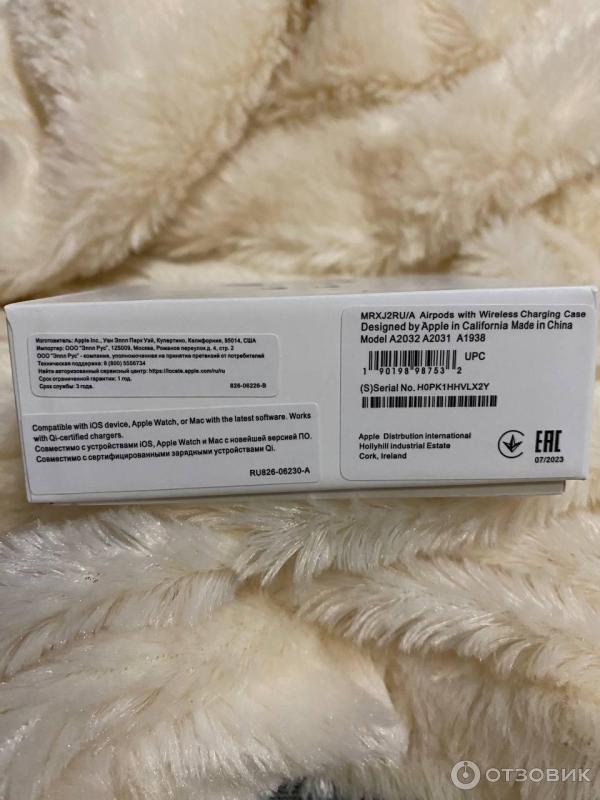 Изготовитель: Apple Inc., Уан Эппл Парк Уэй, Купертино, Калифорния, 95014, США
Импортер: ООО "Эппл Рус", 125009, Москва, Романов переулок д. 4, стр. 2
ООО "Эппл Рус" - компания, уполномоченная на принятие претензий от потребителей
Техническая поддержка: 8 (800) 5556734
Найти авторизованный сервисный центр: https://locate.apple.com/ru/ru
Срок ограниченной гарантии: 1 год.
Срок службы: 3 года.
826-06226-B
Compatible with iOS device, Apple Watch, or Mac with the latest software. Works
with Qi-certified chargers.
Совместимо с устройствами iOS, Apple Watch и Mac с новейшей версией ПО.
Совместимо с сертифицированными зарядными устройствами Qi.
RU826-06230-A
MRXJ2RU/A Airpods with Wireless Charging Case
Designed by Apple in California Made in China
Model A2032 A2031 A1938
UPC
1 90198 98753 2
(S)Serial No. H0PK1HHVLX2Y
Apple Distrbution international
Hollyhill industrial Estate
Cork, Ireland
EAC
07/2023
ОТЗОВИК